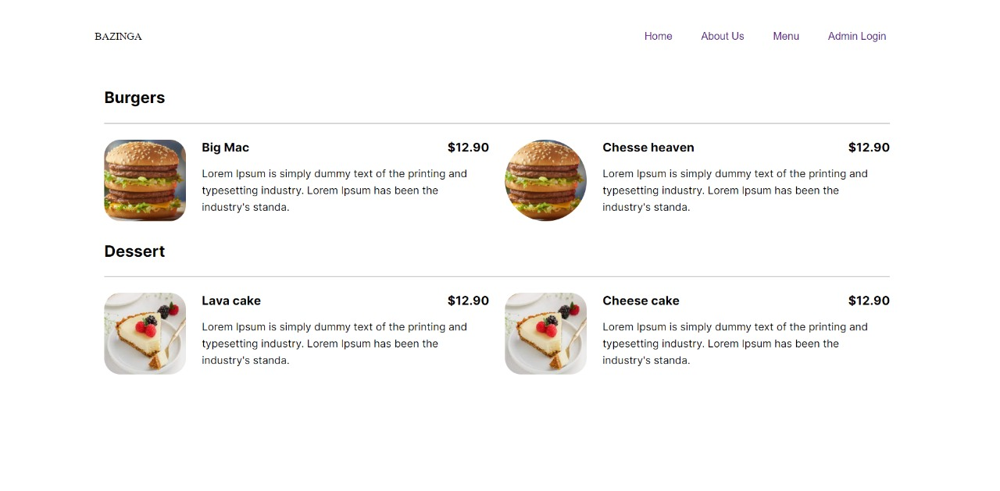 BAZINGA
Home About Us Menu Admin Login
Burgers
Big Mac $12.90
Lorem Ipsum is simply dummy text of the printing and
typesetting industry. Lorem Ipsum has been the
industry's standa.
Chesse heaven $12.90
Lorem Ipsum is simply dummy text of the printing and
typesetting industry. Lorem Ipsum has been the
industry's standa.
Dessert
Lava cake $12.90
Lorem Ipsum is simply dummy text of the printing and
typesetting industry. Lorem Ipsum has been the
industry's standa.
Cheese cake $12.90
Lorem Ipsum is simply dummy text of the printing and
typesetting industry. Lorem Ipsum has been the
industry's standa.